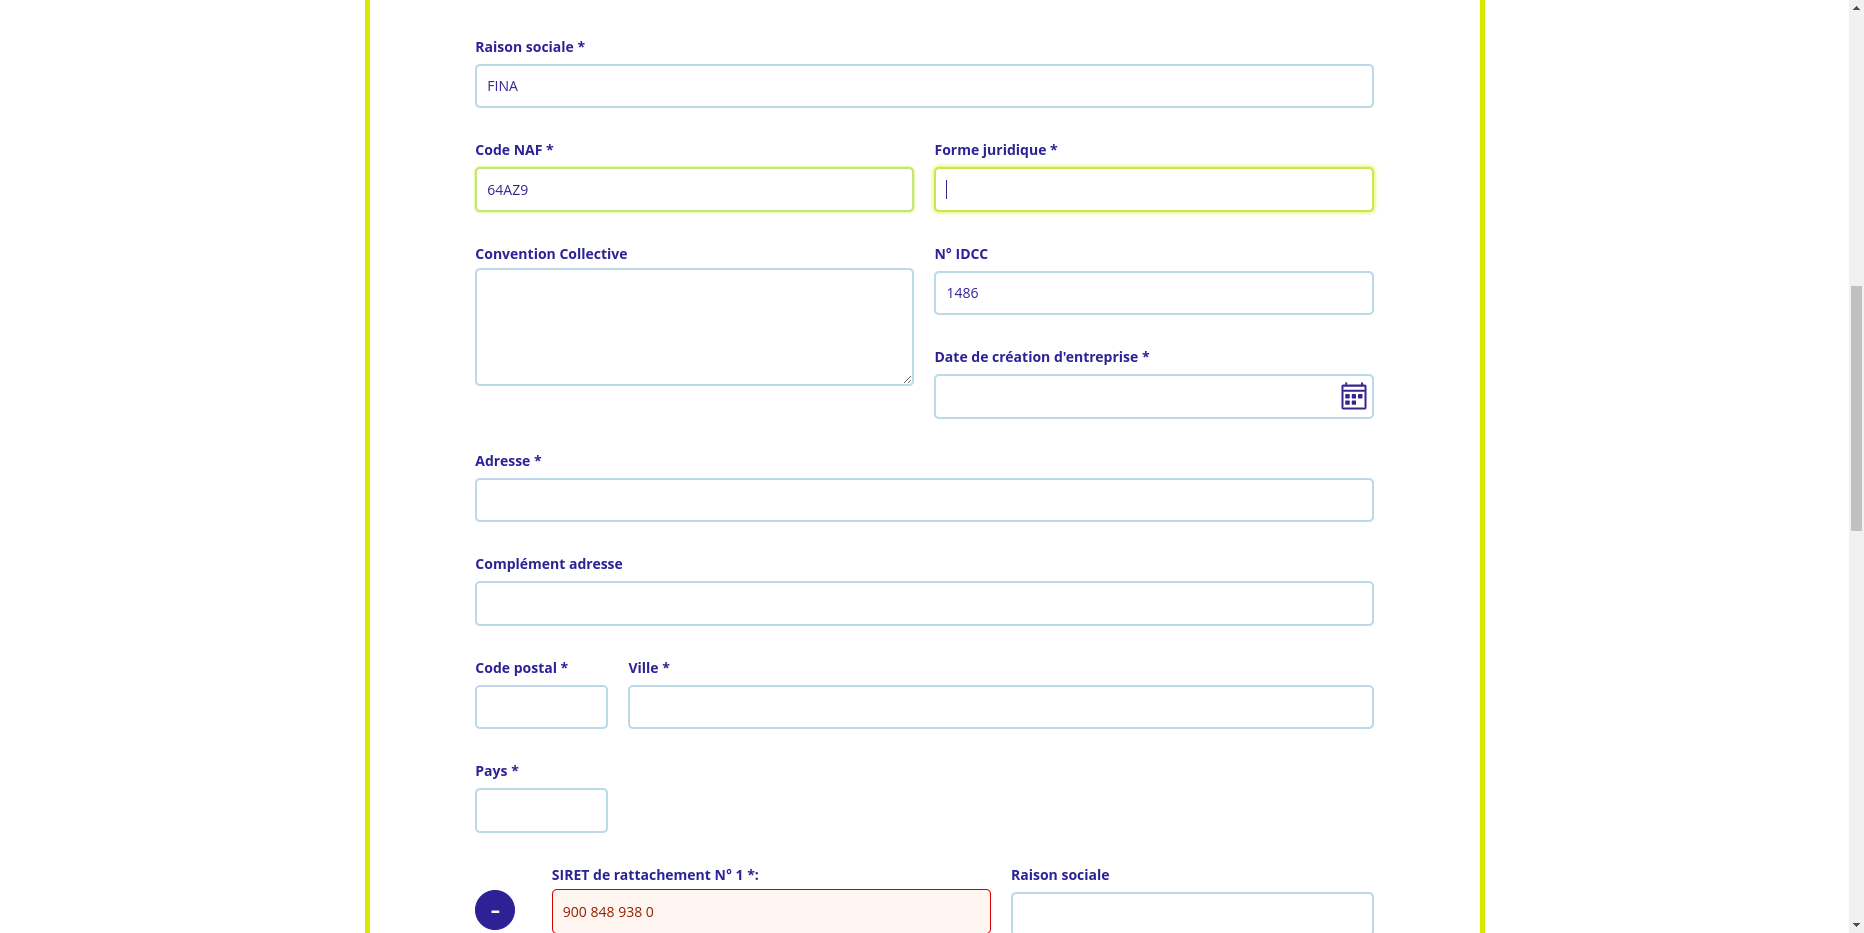 Raison sociale *
FINA
Code NAF *
Forme juridique *
64AZ9
Convention Collective
N° IDCC
1486
Date de création d'entreprise *
Adresse *
Complément adresse
Code postal *
Ville *
Pays *
SIRET de rattachement N° 1 *:
Raison sociale
-
900 848 938 0